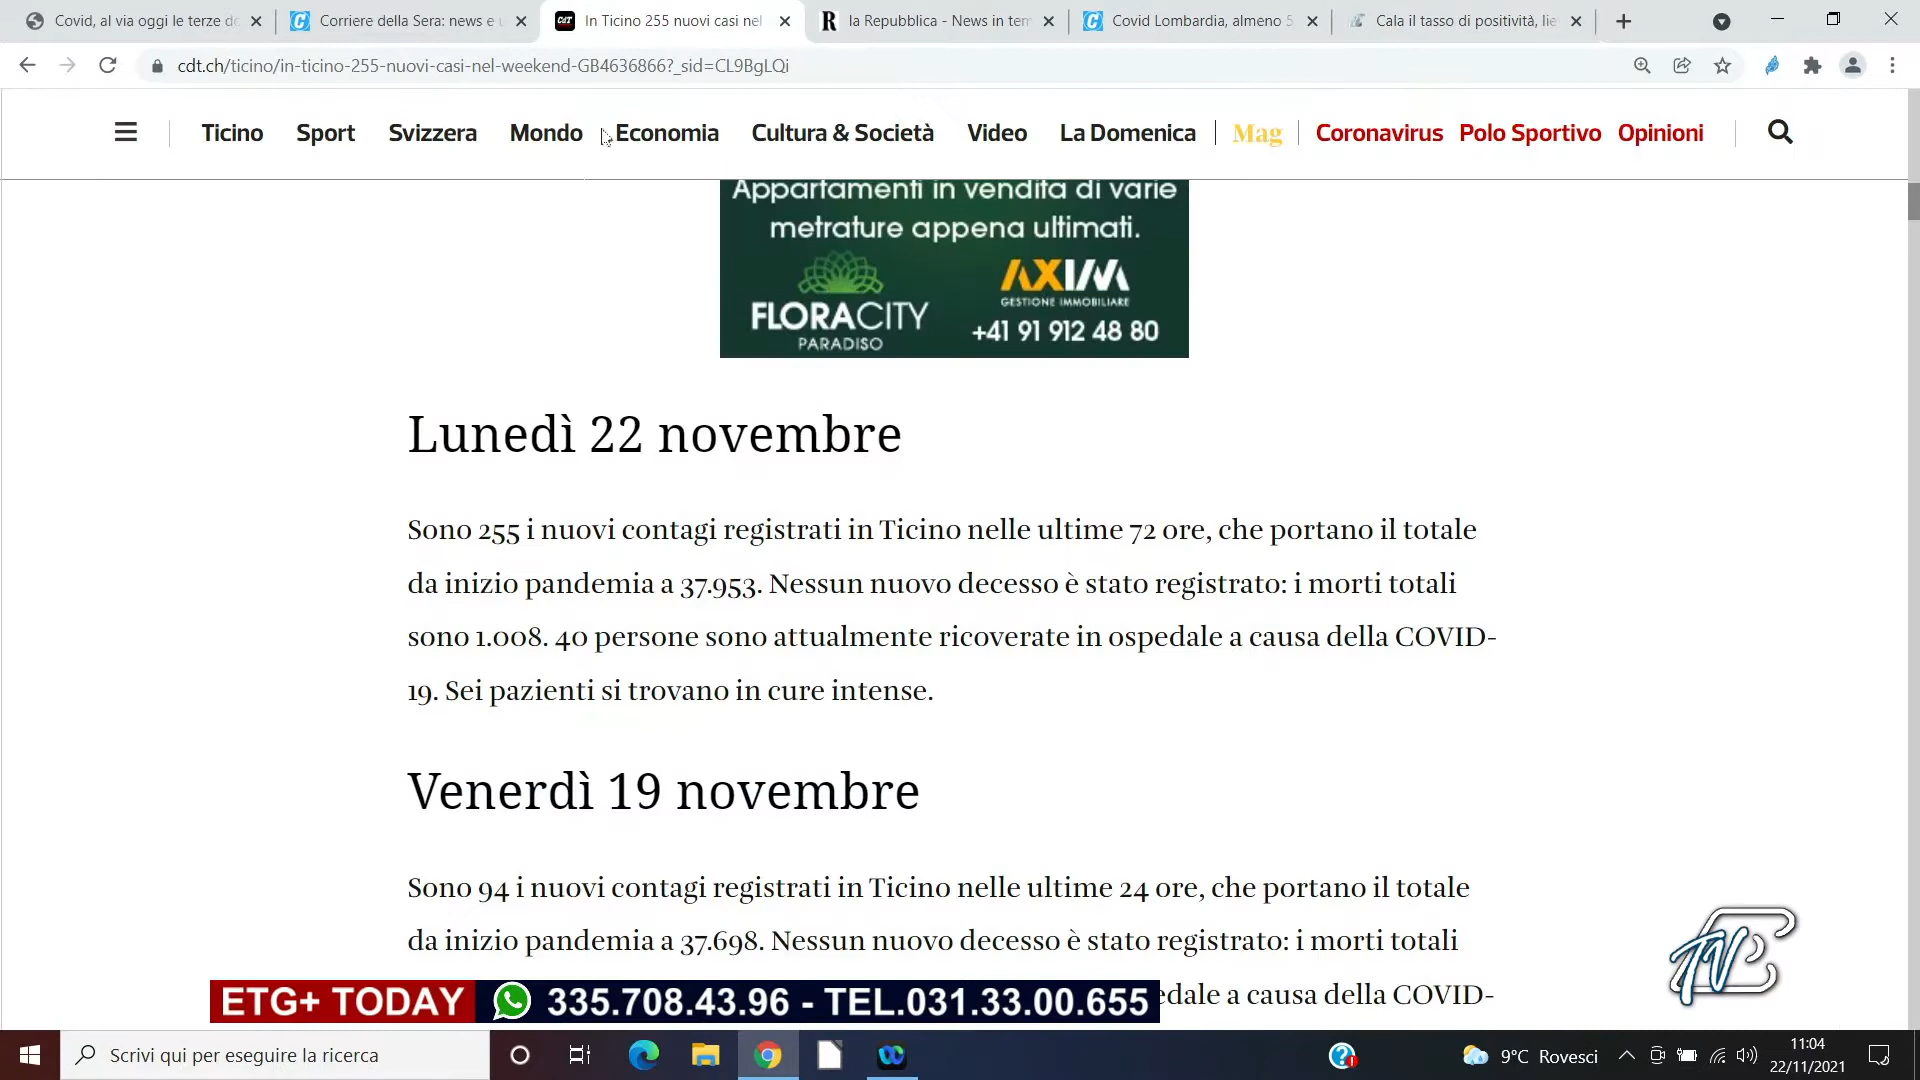 Covid, al via oggi le terze do
Corriere della Sera: news e u
CdT In Ticino 255 nuovi casi nel
R la Repubblica - News in tem
Covid Lombardia, almeno 5
Cala il tasso di positività, lie
cdt.ch/ticino/in-ticino-255-nuovi-casi-nel-weekend-GB4636866?_sid=CL9BgLQi
Ticino Sport Svizzera Mondo Economia Cultura & Società Video La Domenica Mag Coronavirus Polo Sportivo Opinioni
Appartamenti in vendita di varie
metrature appena ultimati.
FLORACITY
PARADISO
AXIM
GESTIONE IMMOBILIARE
+41 91 912 48 80
Lunedì 22 novembre
Sono 255 i nuovi contagi registrati in Ticino nelle ultime 72 ore, che portano il totale
da inizio pandemia a 37.953. Nessun nuovo decesso è stato registrato: i morti totali
sono 1.008. 40 persone sono attualmente ricoverate in ospedale a causa della COVID-
19. Sei pazienti si trovano in cure intense.
Venerdì 19 novembre
Sono 94 i nuovi contagi registrati in Ticino nelle ultime 24 ore, che portano il totale
da inizio pandemia a 37.698. Nessun nuovo decesso è stato registrato: i morti totali
edale a causa della COVID-
ETG+ TODAY 335.708.43.96 - TEL.031.33.00.655
TVC
Scrivi qui per eseguire la ricerca
9°C Rovesci
11:04
22/11/2021